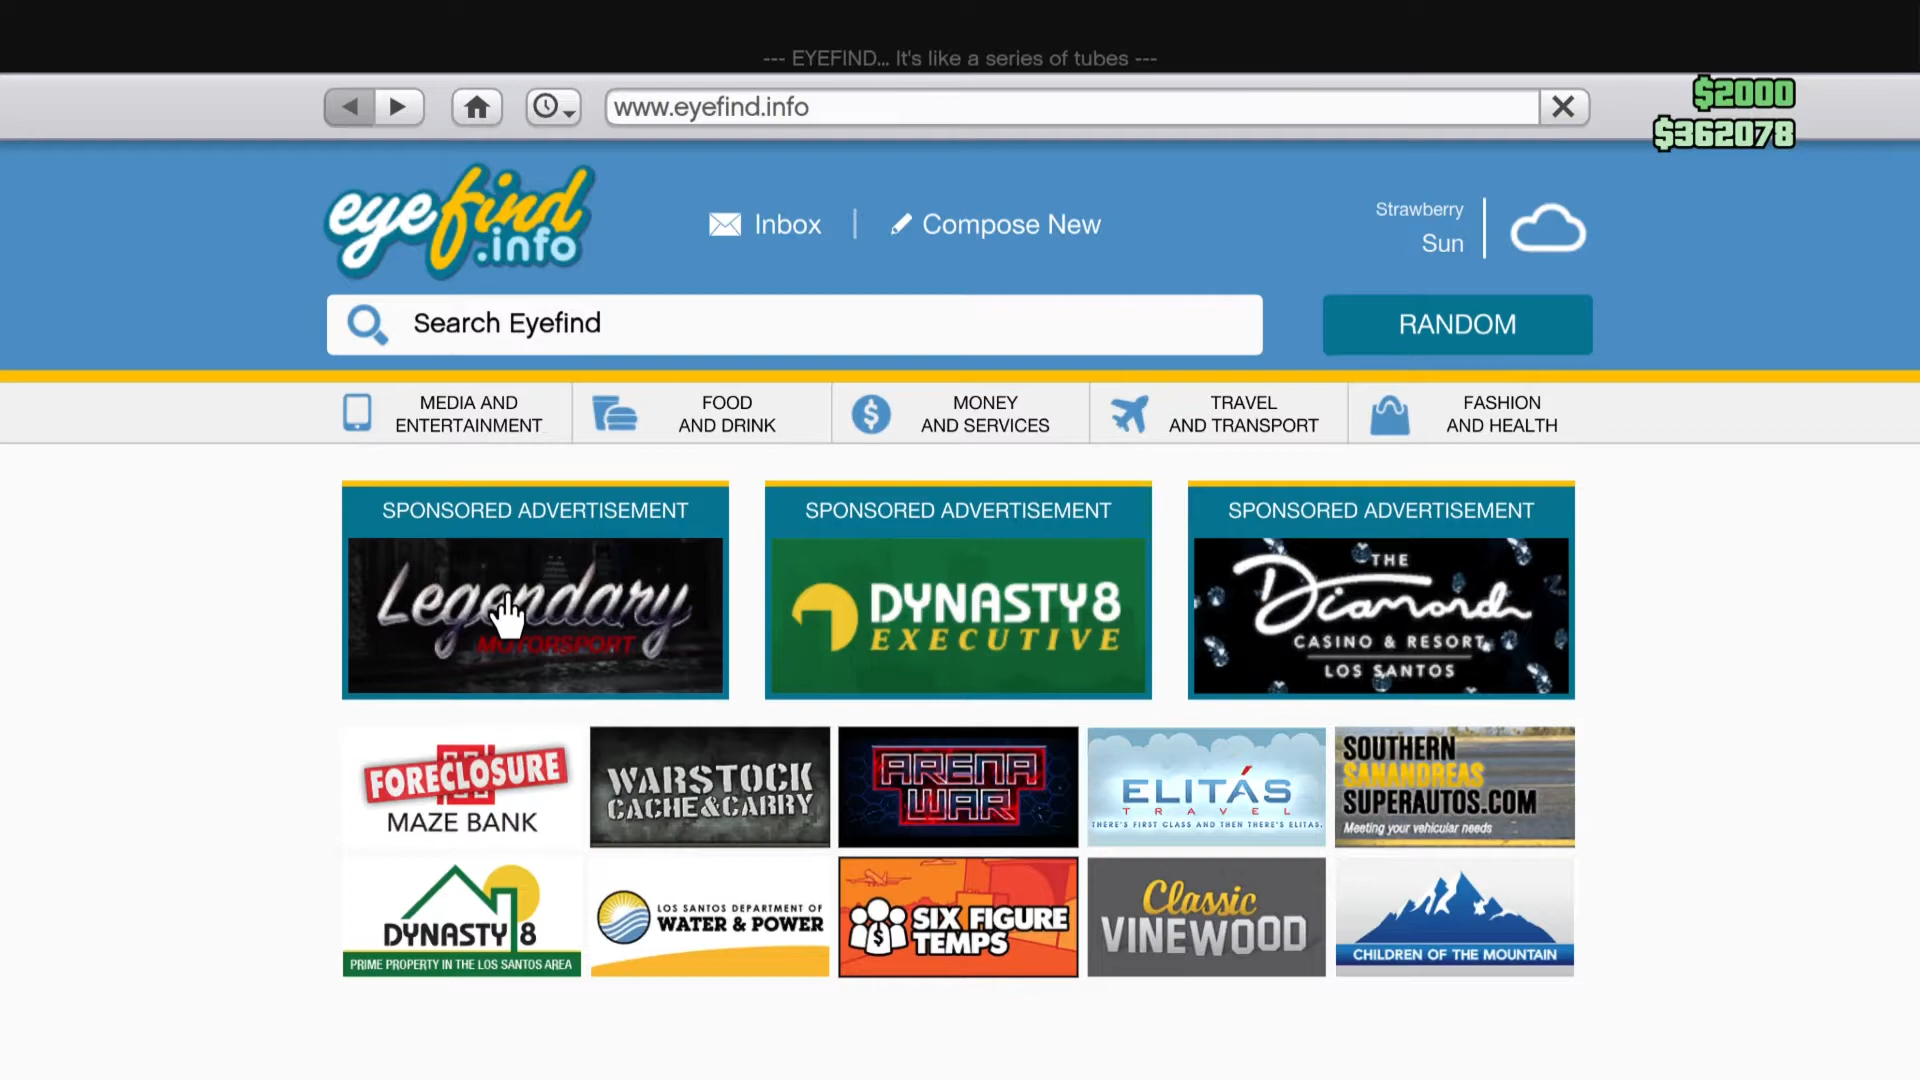 --- EYEFIND... It's like a series of tubes ---
www.eyefind.info
$2000
$362078
eyefind
.info
Inbox
Compose New
Strawberry
Sun
Search Eyefind
RANDOM
MEDIA AND
ENTERTAINMENT
FOOD
AND DRINK
MONEY
AND SERVICES
TRAVEL
AND TRANSPORT
FASHION
AND HEALTH
SPONSORED ADVERTISEMENT
Legendary
MOTORSPORT
SPONSORED ADVERTISEMENT
DYNASTY8
EXECUTIVE
SPONSORED ADVERTISEMENT
THE
Diamond
CASINO & RESORT
LOS SANTOS
FORECLOSURE
MAZE BANK
WARSTOCK
CACHE&CARRY
ARENA
WAR
ELITÁS
TRAVEL
THERE'S FIRST CLASS AND THEN THERE'S ELITAS.
SOUTHERN
SANANDREAS
SUPERAUTOS.COM
Meeting your vehicular needs
DYNASTY 8
PRIME PROPERTY IN THE LOS SANTOS AREA
LOS SANTOS DEPARTMENT OF
WATER & POWER
SIX FIGURE
TEMPS
Classic
VINEWOOD
CHILDREN OF THE MOUNTAIN